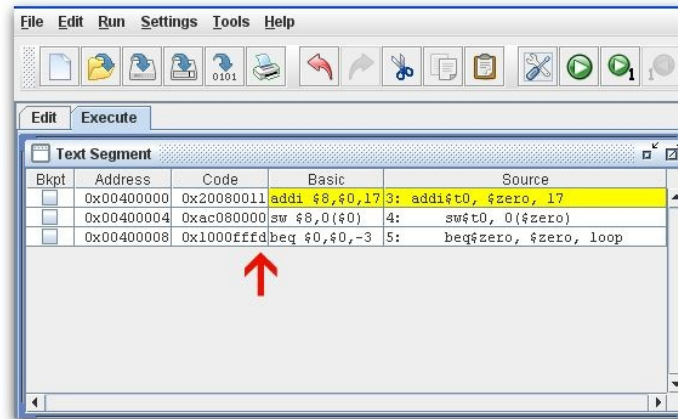 File Edit Run Settings Tools Help
0101
1
1
Edit Execute
Text Segment
Bkpt Address Code Basic Source
0x00400000 0x20080011 addi $8,$0,17 3: addi$t0, $zero, 17
0x00400004 0xac080000 sw $8,0($0) 4: sw$t0, 0($zero)
0x00400008 0x1000fffd beq $0,$0,-3 5: beq$zero, $zero, loop